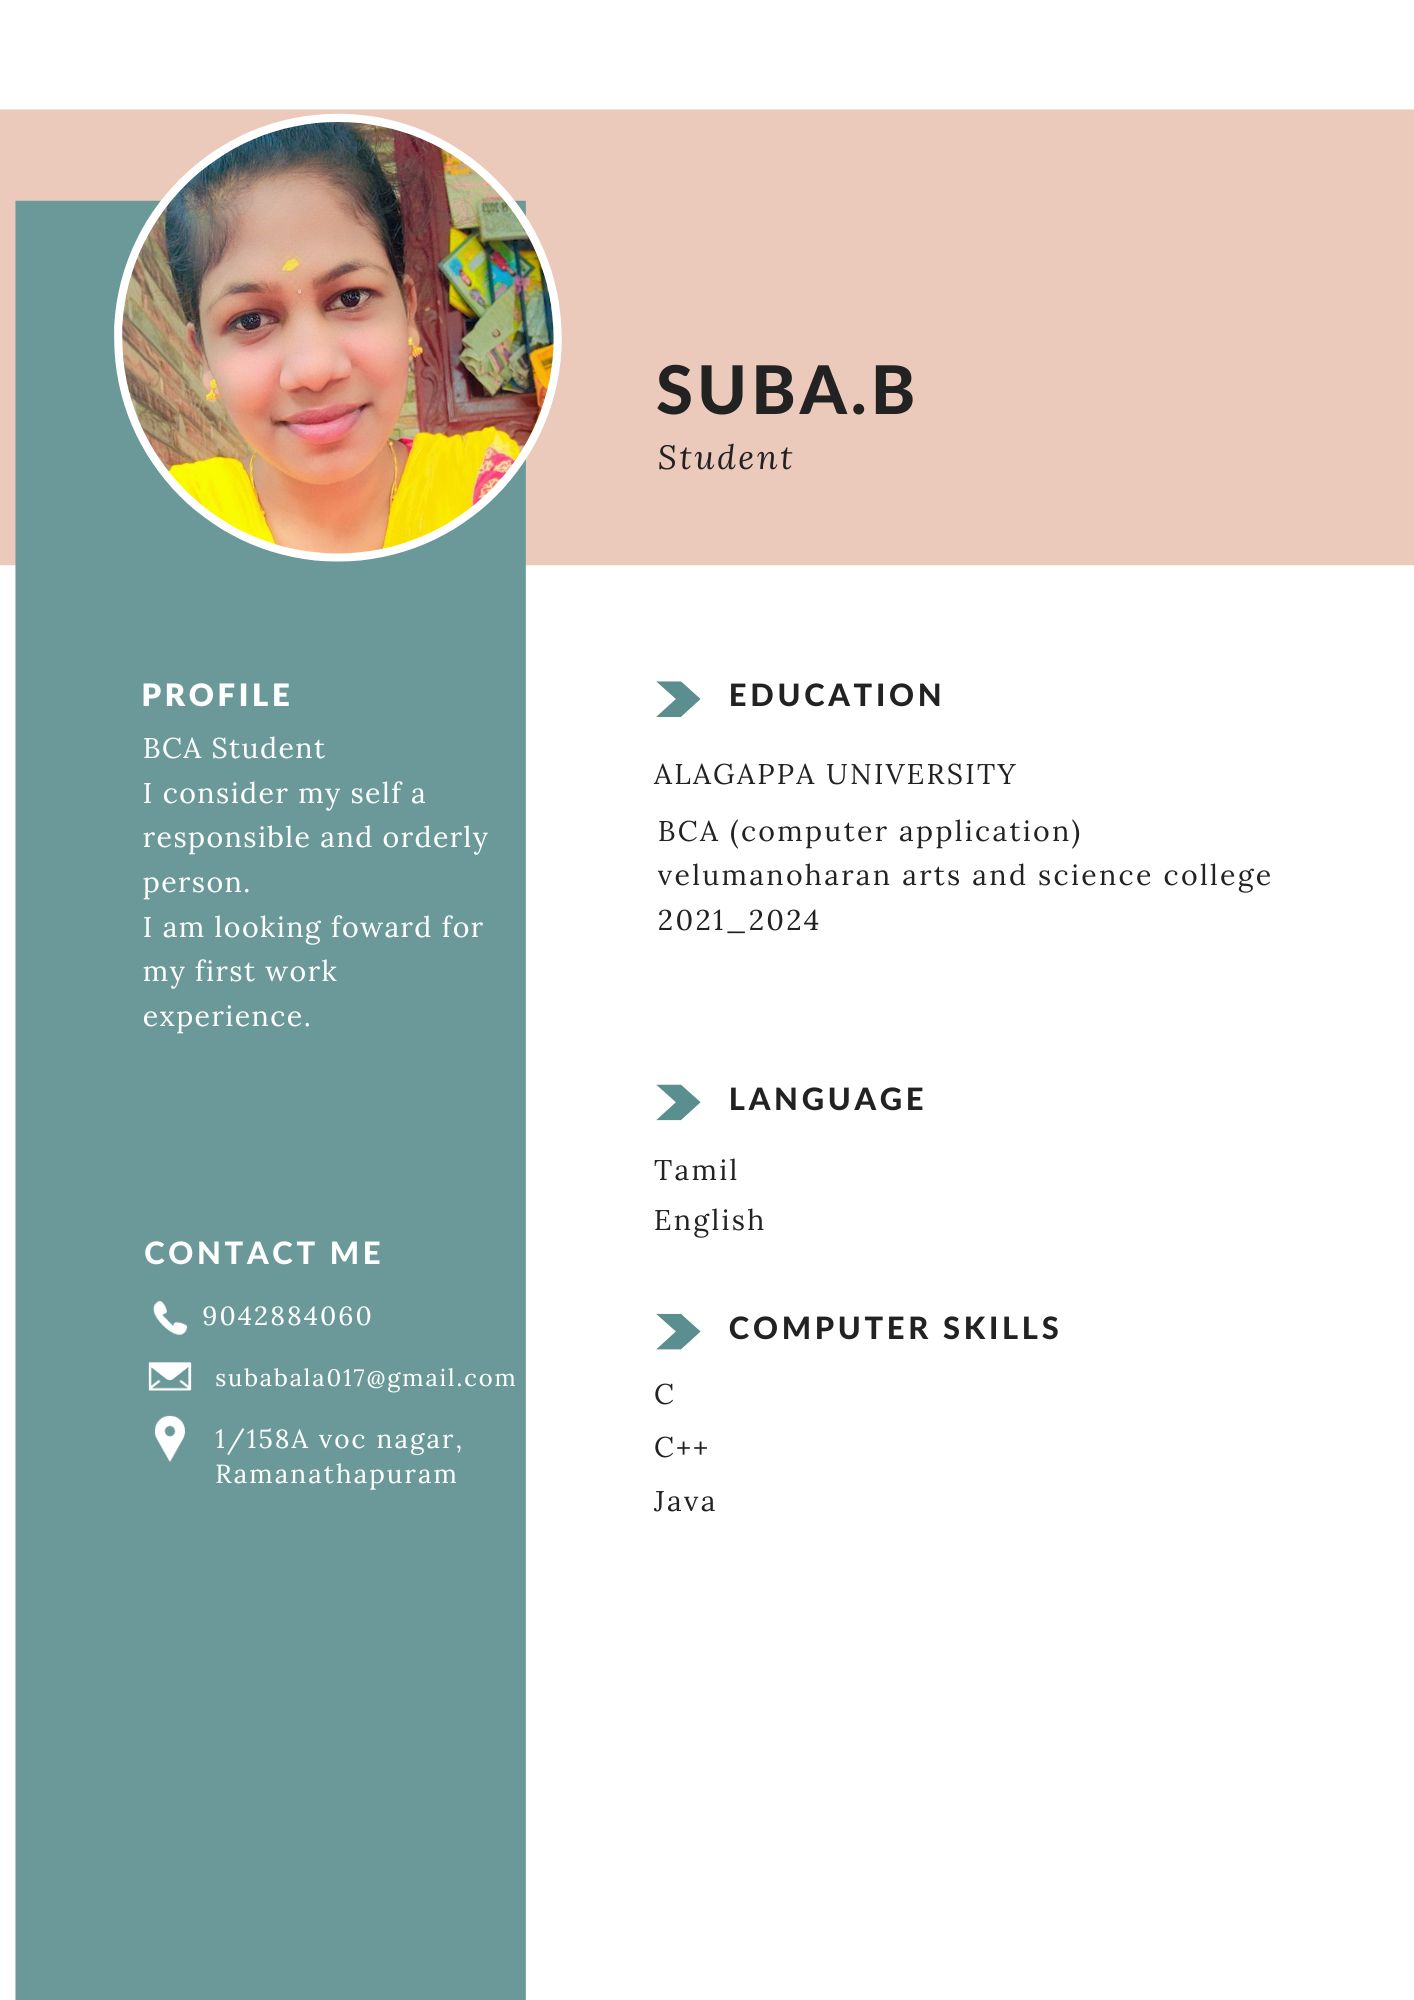 SUBA.B
Student
PROFILE
BCA Student
I consider my self a
responsible and orderly
person.
I am looking foward for
my first work
experience.
CONTACT ME
9042884060
subabala017@gmail.com
1/158A voc nagar,
Ramanathapuram
EDUCATION
ALAGAPPA UNIVERSITY
BCA (computer application)
velumanoharan arts and science college
2021_2024
LANGUAGE
Tamil
English
COMPUTER SKILLS
C
C++
Java